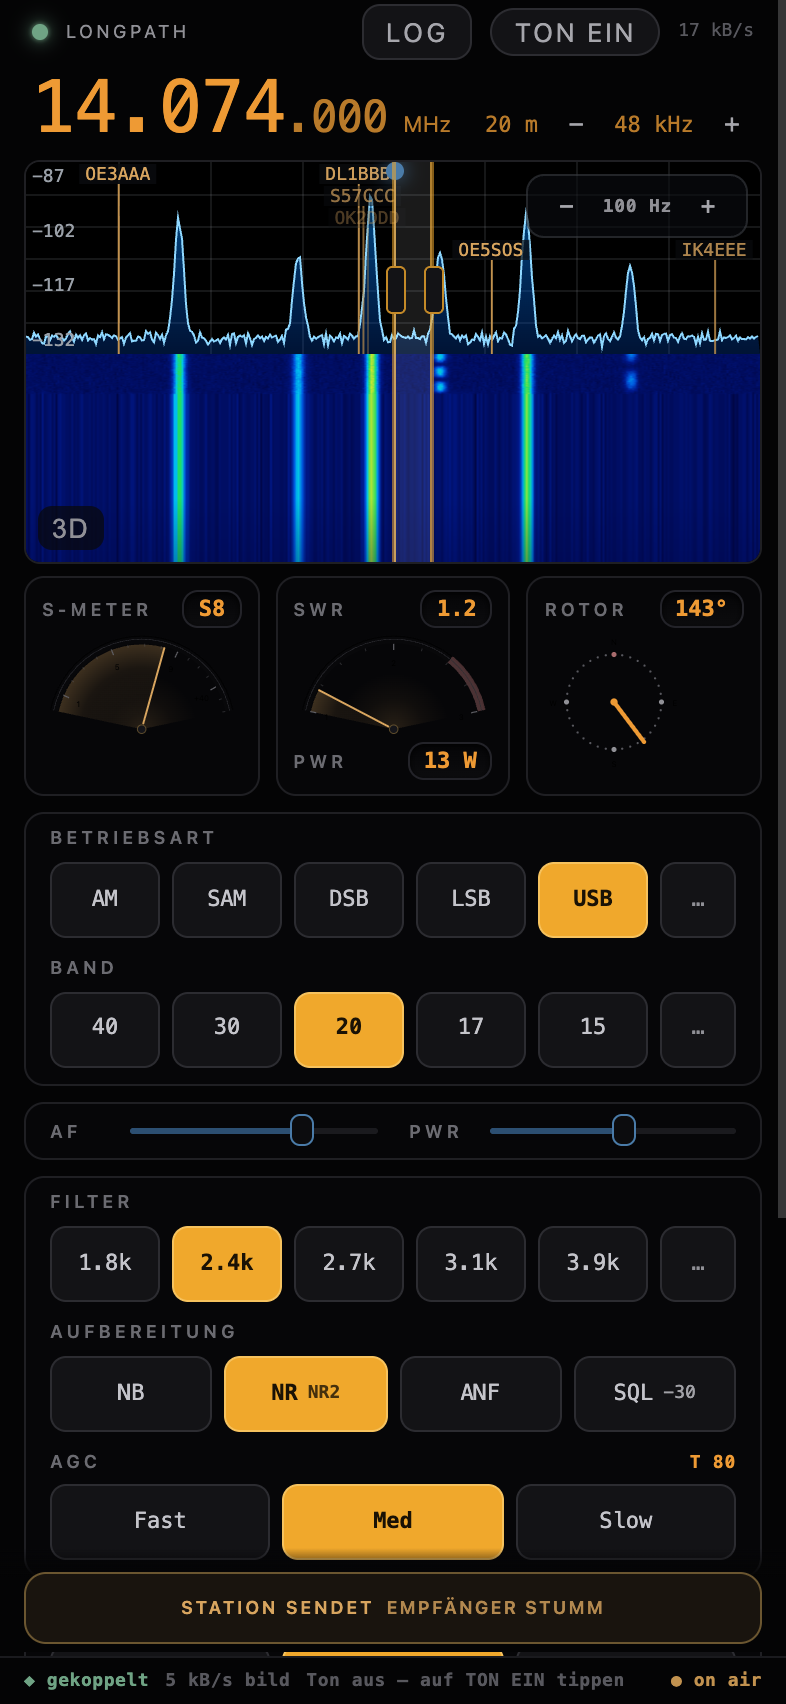 LONGPATH LOG TON EIN 17 kB/s
14.074.000 MHz 20 m − 48 kHz +
−87 OE3AAA DL1BBB
S57CCC − 100 Hz +
OK2DDD
−102
OE5SOS IK4EEE
−117
−132
3D
S-METER S8 SWR 1.2 ROTOR 143°
PWR 13 W
BETRIEBSART
AM SAM DSB LSB USB …
BAND
40 30 20 17 15 …
AF PWR
FILTER
1.8k 2.4k 2.7k 3.1k 3.9k …
AUFBEREITUNG
NB NR NR2 ANF SQL −30
AGC T 80
Fast Med Slow
STATION SENDET EMPFÄNGER STUMM
◆ gekoppelt 5 kB/s bild Ton aus — auf TON EIN tippen ● on air